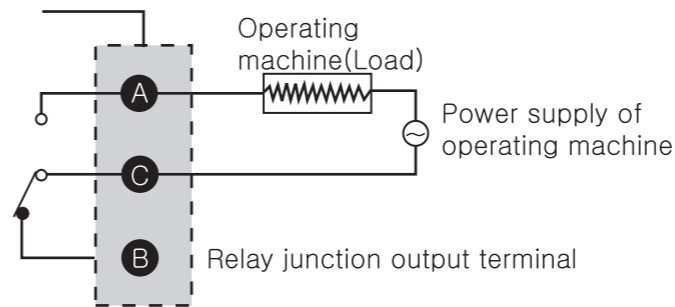 Operating
machine(Load)
A
Power supply of
operating machine
C
B
Relay junction output terminal